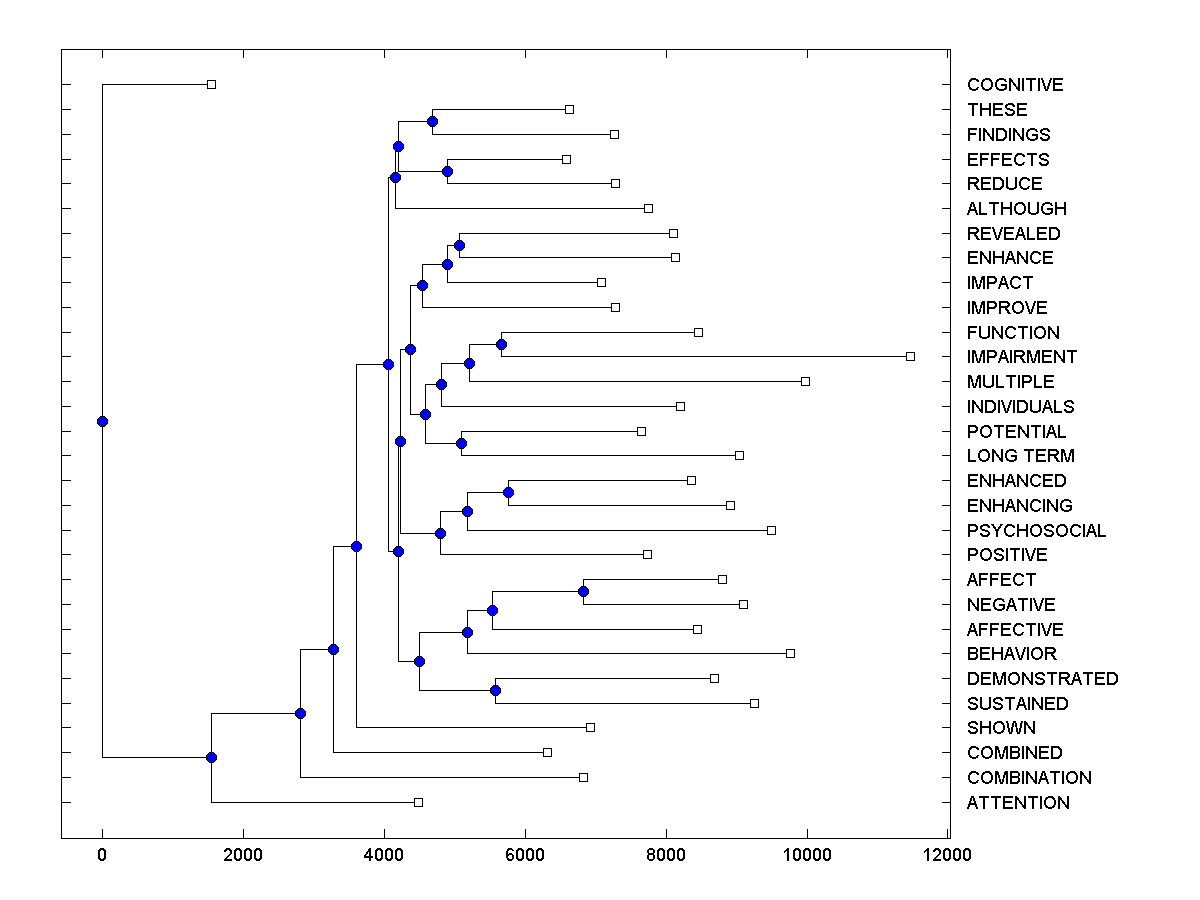 COGNITIVE
THESE
FINDINGS
EFFECTS
REDUCE
ALTHOUGH
REVEALED
ENHANCE
IMPACT
IMPROVE
FUNCTION
IMPAIRMENT
MULTIPLE
INDIVIDUALS
POTENTIAL
LONG TERM
ENHANCED
ENHANCING
PSYCHOSOCIAL
POSITIVE
AFFECT
NEGATIVE
AFFECTIVE
BEHAVIOR
DEMONSTRATED
SUSTAINED
SHOWN
COMBINED
COMBINATION
ATTENTION
0 2000 4000 6000 8000 10000 12000